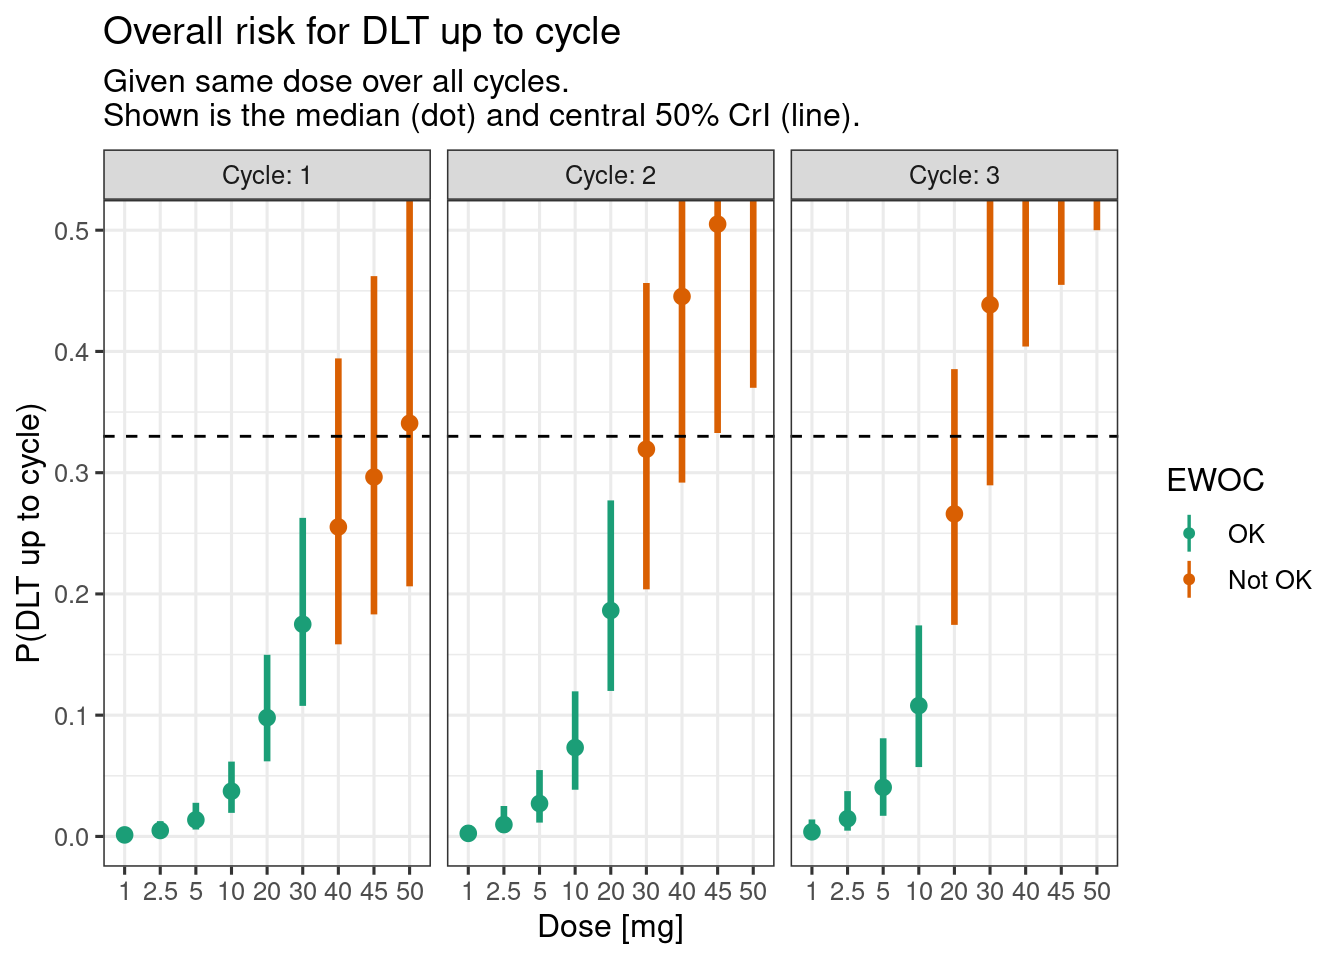 Overall risk for DLT up to cycle
Given same dose over all cycles.
Shown is the median (dot) and central 50% CrI (line).
Cycle: 1
Cycle: 2
Cycle: 3
P(DLT up to cycle)
0.5
0.4
0.3
0.2
0.1
0.0
1 2.5 5 10 20 30 40 45 50
1 2.5 5 10 20 30 40 45 50
1 2.5 5 10 20 30 40 45 50
Dose [mg]
EWOC
OK
Not OK